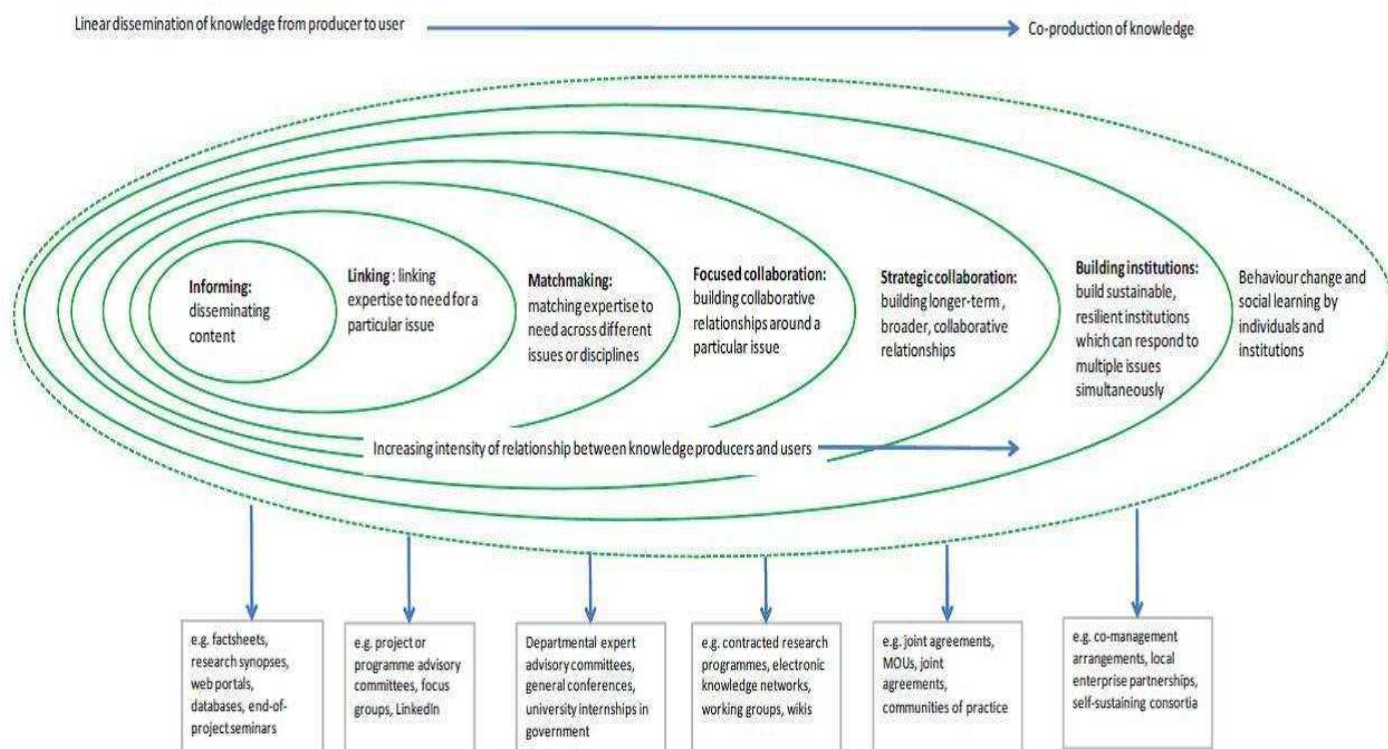 Linear dissemination of knowledge from producer to user
Co-production of knowledge
Informing:
disseminating
content
Linking : linking
expertise to need for a
particular issue
Matchmaking:
matching expertise to
need across different
issues or disciplines
Focused collaboration:
building collaborative
relationships around a
particular issue
Strategic collaboration:
building longer-term ,
broader, collaborative
relationships
Building institutions:
build sustainable,
resilient institutions
which can respond to
multiple issues
simultaneously
Behaviour change and
social learning by
individuals and
institutions
Increasing intensity of relationship between knowledge producers and users
e.g. factsheets,
research synopses,
web portals,
databases, end-of-
project seminars
e.g. project or
programme advisory
committees, focus
groups, LinkedIn
Departmental expert
advisory committees,
general conferences,
university internships in
government
e.g. contracted research
programmes, electronic
knowledge networks,
working groups, wikis
e.g. joint agreements,
MOUs, joint
agreements,
communities of practice
e.g. co-management
arrangements, local
enterprise partnerships,
self-sustaining consortia